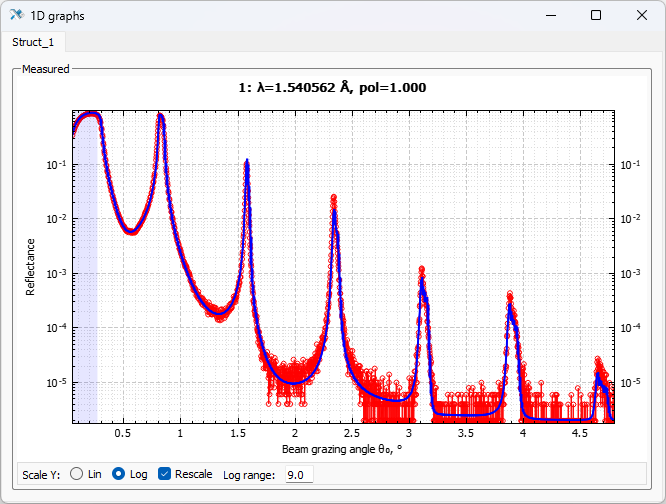 1D graphs
Struct_1
Measured
1: λ=1.540562 Å, pol=1.000
Reflectance
10⁻¹
10⁻²
10⁻³
10⁻⁴
10⁻⁵
10⁻¹
10⁻²
10⁻³
10⁻⁴
10⁻⁵
0.5 1 1.5 2 2.5 3 3.5 4 4.5
Beam grazing angle θ₀, °
Scale Y: Lin Log Rescale Log range: 9.0